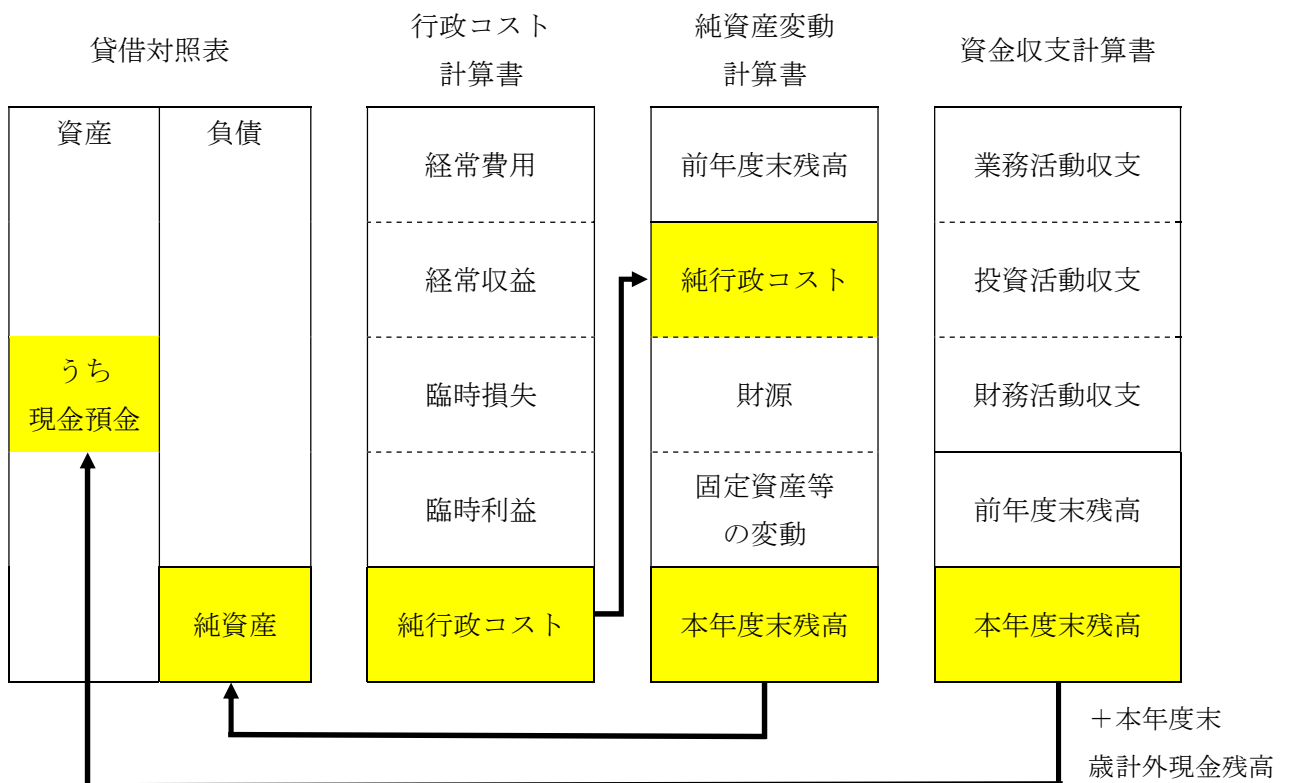 貸借対照表
資産
負債
うち
現金預金
純資産
行政コスト
計算書
経常費用
経常収益
臨時損失
臨時利益
純行政コスト
純資産変動
計算書
前年度末残高
純行政コスト
財源
固定資産等
の変動
本年度末残高
資金収支計算書
業務活動収支
投資活動収支
財務活動収支
前年度末残高
本年度末残高
＋本年度末
歳計外現金残高